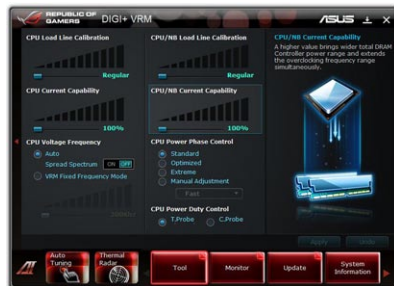 REPUBLIC OF
GAMERS
DIGI+ VRM
ASUS
CPU Load Line Calibration
Regular
CPU Current Capability
100%
CPU Voltage Frequency
Auto
Spread Spectrum
ON OFF
VRM Fixed Frequency Mode
CPU/NB Load Line Calibration
Regular
CPU/NB Current Capability
100%
CPU Power Phase Control
Standard
Optimized
Extreme
Manual Adjustment
Fast
CPU Power Duty Control
T.Probe
C.Probe
CPU/NB Current Capability
A higher value brings wider total DRAM
Controller power range and extends
the overclocking frequency range
simultaneously.
Apply
Undo
Auto
Tuning
Thermal
Radar
Tool
Monitor
Update
System
Information